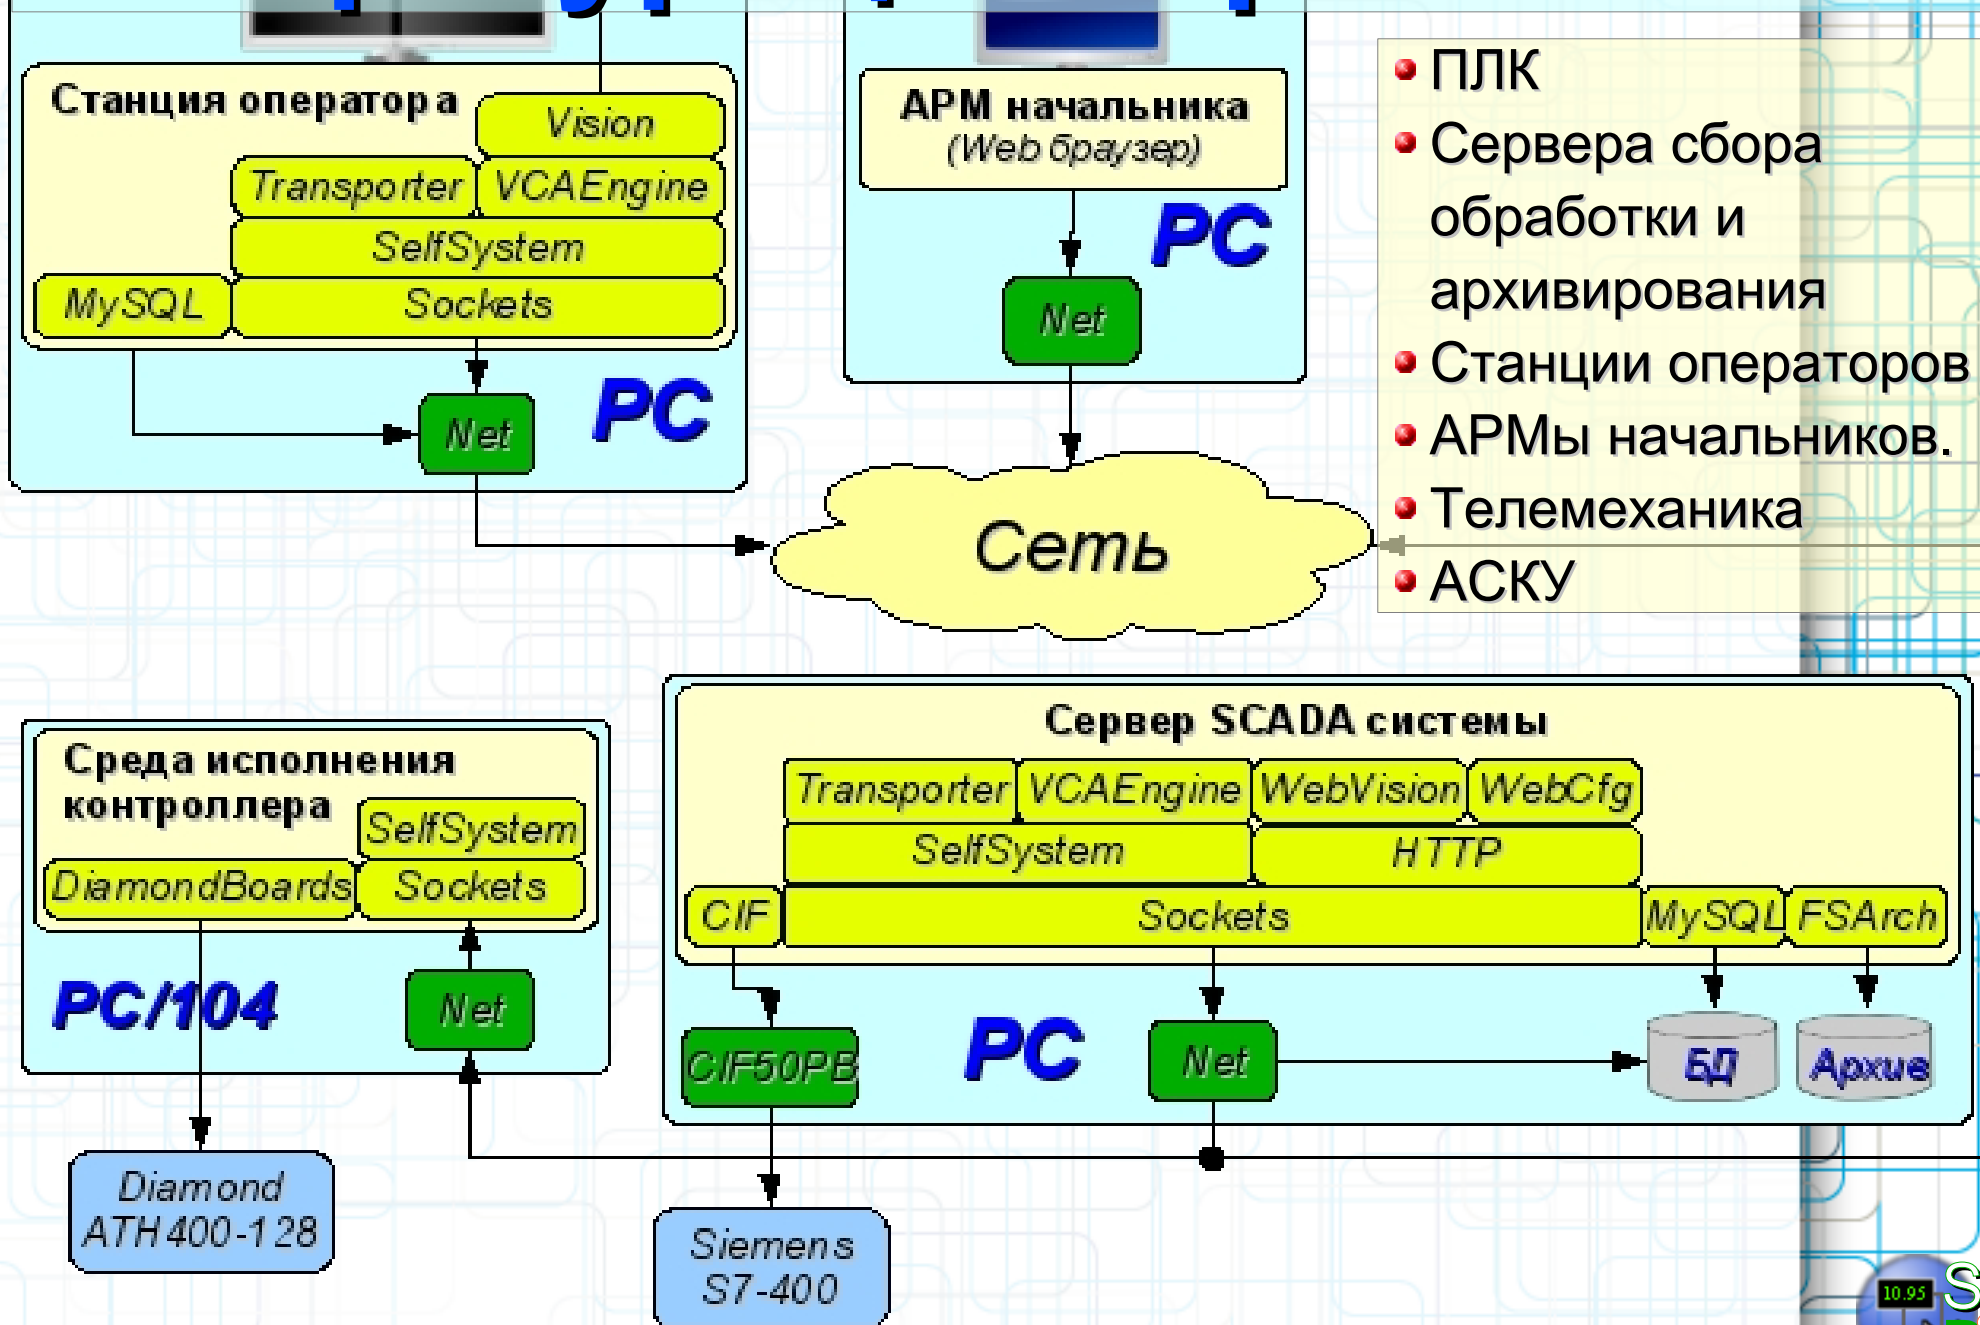 Станция оператора
Vision
Transporter VCAEngine
SelfSystem
MySQL Sockets
Net
PC
АРМ начальника
(Web браузер)
PC
Net
ПЛК
Сервера сбора
обработки и
архивирования
Станции операторов
АРМы начальников.
Телемеханика
АСКУ
Сеть
Среда исполнения
контроллера
SelfSystem
DiamondBoards Sockets
PC/104
Net
Diamond
ATH400-128
Сервер SCADA системы
Transporter VCAEngine WebVision WebCfg
SelfSystem HTTP
CIF Sockets MySQL FSArch
CIF50PB
PC
Net
БД
Архив
Siemens
S7-400
10.95
S